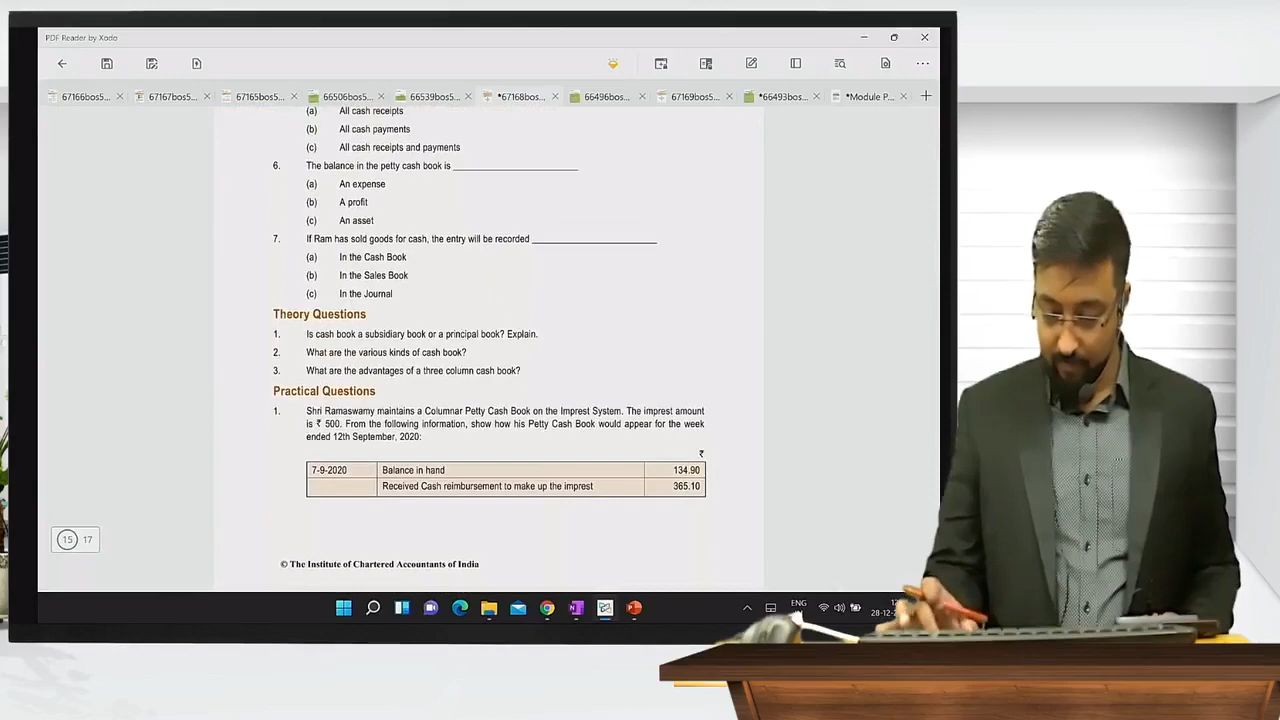 PDF Reader by Xodo
67166bos5...
67167bos5...
67165bos5...
66506bos5...
66539bos5...
*67168bos...
66496bos...
67169bos5...
*66493bos...
*Module P...
(a) All cash receipts
(b) All cash payments
(c) All cash receipts and payments
6. The balance in the petty cash book is ____________________
(a) An expense
(b) A profit
(c) An asset
7. If Ram has sold goods for cash, the entry will be recorded ____________________
(a) In the Cash Book
(b) In the Sales Book
(c) In the Journal
Theory Questions
1. Is cash book a subsidiary book or a principal book? Explain.
2. What are the various kinds of cash book?
3. What are the advantages of a three column cash book?
Practical Questions
1. Shri Ramaswamy maintains a Columnar Petty Cash Book on the Imprest System. The imprest amount
is ₹ 500. From the following information, show how his Petty Cash Book would appear for the week
ended 12th September, 2020:
₹
7-9-2020 Balance in hand 134.90
Received Cash reimbursement to make up the imprest 365.10
15 17
© The Institute of Chartered Accountants of India
ENG
28-12-2